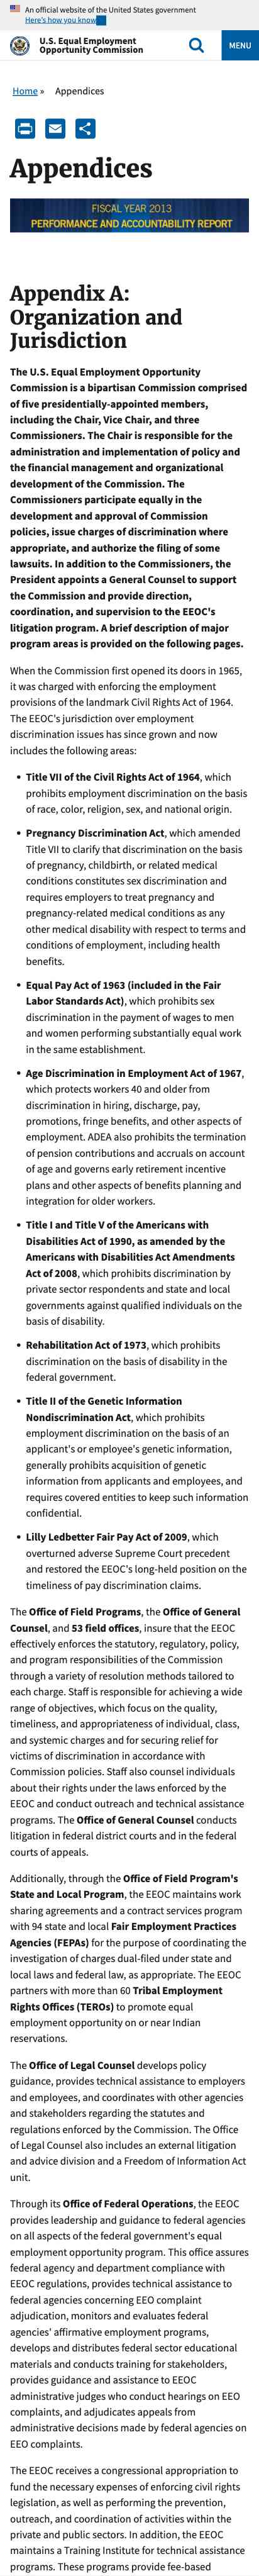 An official website of the United States government
Here's how you know
U.S. Equal Employment
Opportunity Commission
MENU
Home » Appendices
Appendices
FISCAL YEAR 2013
PERFORMANCE AND ACCOUNTABILITY REPORT
Appendix A:
Organization and
Jurisdiction
The U.S. Equal Employment Opportunity
Commission is a bipartisan Commission comprised
of five presidentially-appointed members,
including the Chair, Vice Chair, and three
Commissioners. The Chair is responsible for the
administration and implementation of policy and
the financial management and organizational
development of the Commission. The
Commissioners participate equally in the
development and approval of Commission
policies, issue charges of discrimination where
appropriate, and authorize the filing of some
lawsuits. In addition to the Commissioners, the
President appoints a General Counsel to support
the Commission and provide direction,
coordination, and supervision to the EEOC's
litigation program. A brief description of major
program areas is provided on the following pages.
When the Commission first opened its doors in 1965,
it was charged with enforcing the employment
provisions of the landmark Civil Rights Act of 1964.
The EEOC's jurisdiction over employment
discrimination issues has since grown and now
includes the following areas:
• Title VII of the Civil Rights Act of 1964, which
prohibits employment discrimination on the basis
of race, color, religion, sex, and national origin.
• Pregnancy Discrimination Act, which amended
Title VII to clarify that discrimination on the basis
of pregnancy, childbirth, or related medical
conditions constitutes sex discrimination and
requires employers to treat pregnancy and
pregnancy-related medical conditions as any
other medical disability with respect to terms and
conditions of employment, including health
benefits.
• Equal Pay Act of 1963 (included in the Fair
Labor Standards Act), which prohibits sex
discrimination in the payment of wages to men
and women performing substantially equal work
in the same establishment.
• Age Discrimination in Employment Act of 1967,
which protects workers 40 and older from
discrimination in hiring, discharge, pay,
promotions, fringe benefits, and other aspects of
employment. ADEA also prohibits the termination
of pension contributions and accruals on account
of age and governs early retirement incentive
plans and other aspects of benefits planning and
integration for older workers.
• Title I and Title V of the Americans with
Disabilities Act of 1990, as amended by the
Americans with Disabilities Act Amendments
Act of 2008, which prohibits discrimination by
private sector respondents and state and local
governments against qualified individuals on the
basis of disability.
• Rehabilitation Act of 1973, which prohibits
discrimination on the basis of disability in the
federal government.
• Title II of the Genetic Information
Nondiscrimination Act, which prohibits
employment discrimination on the basis of an
applicant's or employee's genetic information,
generally prohibits acquisition of genetic
information from applicants and employees, and
requires covered entities to keep such information
confidential.
• Lilly Ledbetter Fair Pay Act of 2009, which
overturned adverse Supreme Court precedent
and restored the EEOC's long-held position on the
timeliness of pay discrimination claims.
The Office of Field Programs, the Office of General
Counsel, and 53 field offices, insure that the EEOC
effectively enforces the statutory, regulatory, policy,
and program responsibilities of the Commission
through a variety of resolution methods tailored to
each charge. Staff is responsible for achieving a wide
range of objectives, which focus on the quality,
timeliness, and appropriateness of individual, class,
and systemic charges and for securing relief for
victims of discrimination in accordance with
Commission policies. Staff also counsel individuals
about their rights under the laws enforced by the
EEOC and conduct outreach and technical assistance
programs. The Office of General Counsel conducts
litigation in federal district courts and in the federal
courts of appeals.
Additionally, through the Office of Field Program's
State and Local Program, the EEOC maintains work
sharing agreements and a contract services program
with 94 state and local Fair Employment Practices
Agencies (FEPAs) for the purpose of coordinating the
investigation of charges dual-filed under state and
local laws and federal law, as appropriate. The EEOC
partners with more than 60 Tribal Employment
Rights Offices (TEROs) to promote equal
employment opportunity on or near Indian
reservations.
The Office of Legal Counsel develops policy
guidance, provides technical assistance to employers
and employees, and coordinates with other agencies
and stakeholders regarding the statutes and
regulations enforced by the Commission. The Office
of Legal Counsel also includes an external litigation
and advice division and a Freedom of Information Act
unit.
Through its Office of Federal Operations, the EEOC
provides leadership and guidance to federal agencies
on all aspects of the federal government's equal
employment opportunity program. This office assures
federal agency and department compliance with
EEOC regulations, provides technical assistance to
federal agencies concerning EEO complaint
adjudication, monitors and evaluates federal
agencies' affirmative employment programs,
develops and distributes federal sector educational
materials and conducts training for stakeholders,
provides guidance and assistance to EEOC
administrative judges who conduct hearings on EEO
complaints, and adjudicates appeals from
administrative decisions made by federal agencies on
EEO complaints.
The EEOC receives a congressional appropriation to
fund the necessary expenses of enforcing civil rights
legislation, as well as performing the prevention,
outreach, and coordination of activities within the
private and public sectors. In addition, the EEOC
maintains a Training Institute for technical assistance
programs. These programs provide fee-based